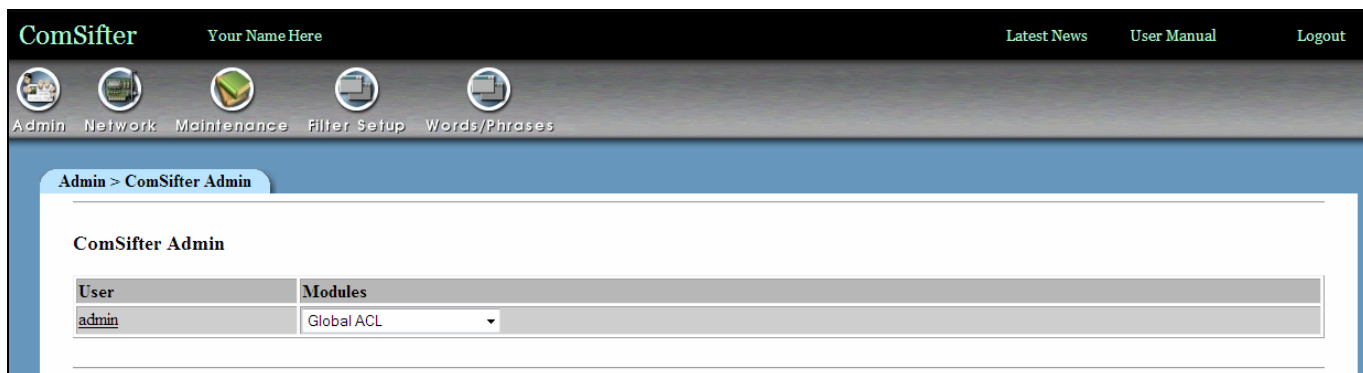 ComSifter Your Name Here Latest News User Manual Logout
Admin Network Maintenance Filter Setup Words/Phrases
Admin > ComSifter Admin
ComSifter Admin
User Modules
admin Global ACL